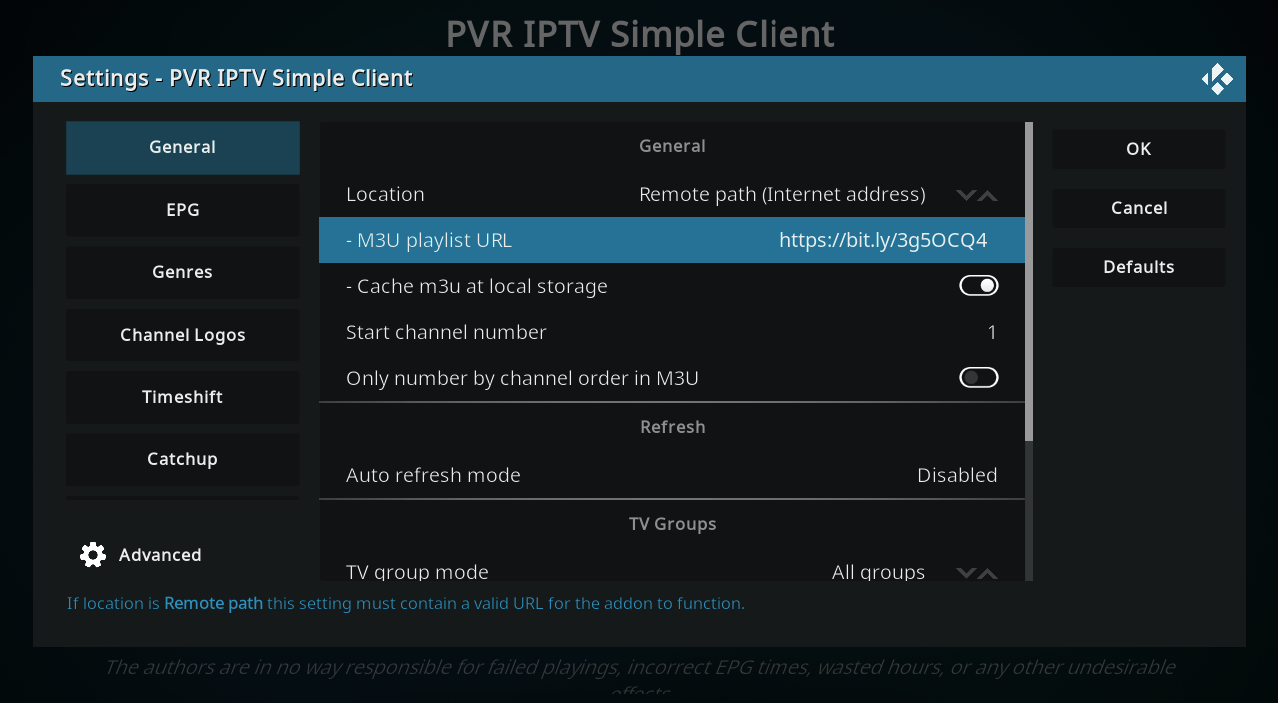 PVR IPTV Simple Client
Settings - PVR IPTV Simple Client
General
EPG
Genres
Channel Logos
Timeshift
Catchup
Advanced
General
Location Remote path (Internet address)
- M3U playlist URL https://bit.ly/3g5OCQ4
- Cache m3u at local storage
Start channel number 1
Only number by channel order in M3U
Refresh
Auto refresh mode Disabled
TV Groups
TV group mode All groups
OK
Cancel
Defaults
If location is Remote path this setting must contain a valid URL for the addon to function.
The authors are in no way responsible for failed playings, incorrect EPG times, wasted hours, or any other undesirable
effects